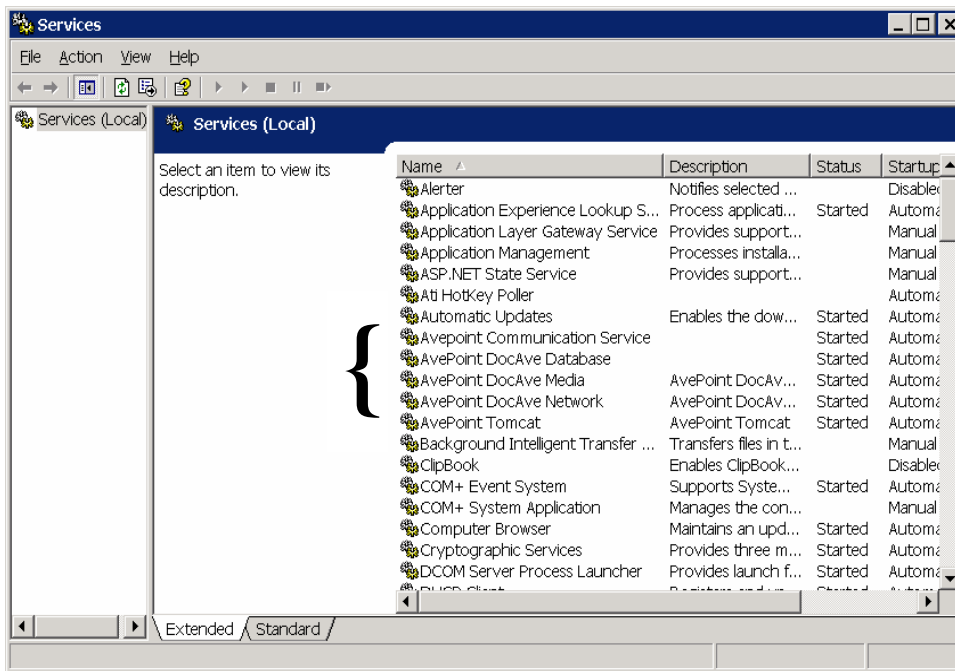 Services
File Action View Help
Services (Local)
Services (Local)
Select an item to view its
description.
Name Description Status Startup
Alerter Notifies selected ... Disabled
Application Experience Lookup S... Process applicati... Started Automa
Application Layer Gateway Service Provides support... Manual
Application Management Processes installa... Manual
ASP.NET State Service Provides support... Manual
Ati HotKey Poller Automa
Automatic Updates Enables the dow... Started Automa
Avepoint Communication Service Started Automa
{
AvePoint DocAve Database Started Automa
AvePoint DocAve Media AvePoint DocAv... Started Automa
AvePoint DocAve Network AvePoint DocAv... Started Automa
AvePoint Tomcat AvePoint Tomcat Started Automa
Background Intelligent Transfer ... Transfers files in t... Manual
ClipBook Enables ClipBook... Disabled
COM+ Event System Supports Syste... Started Automa
COM+ System Application Manages the con... Manual
Computer Browser Maintains an upd... Started Automa
Cryptographic Services Provides three m... Started Automa
DCOM Server Process Launcher Provides launch f... Started Automa
Extended Standard